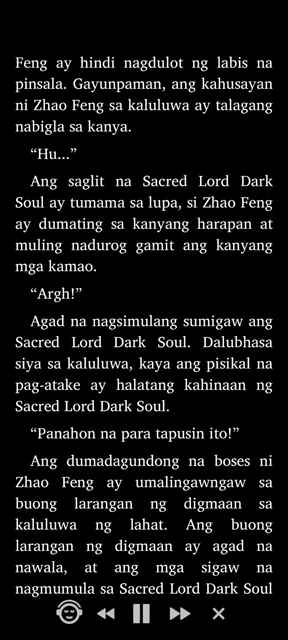 Feng ay hindi nagdulot ng labis na
pinsala. Gayunpaman, ang kahusayan
ni Zhao Feng sa kaluluwa ay talagang
nabigla sa kanya.
“Hu...”
Ang saglit na Sacred Lord Dark
Soul ay tumama sa lupa, si Zhao Feng
ay dumating sa kanyang harapan at
muling nadurog gamit ang kanyang
mga kamao.
“Argh!”
Agad na nagsimulang sumigaw ang
Sacred Lord Dark Soul. Dalubhasa
siya sa kaluluwa, kaya ang pisikal na
pag-atake ay halatang kahinaan ng
Sacred Lord Dark Soul.
“Panahon na para tapusin ito!”
Ang dumadagundong na boses ni
Zhao Feng ay umalingawngaw sa
buong larangan ng digmaan sa
kaluluwa ng lahat. Ang buong
larangan ng digmaan ay agad na
nawala, at ang mga sigaw na
nagmumula sa Sacred Lord Dark Soul